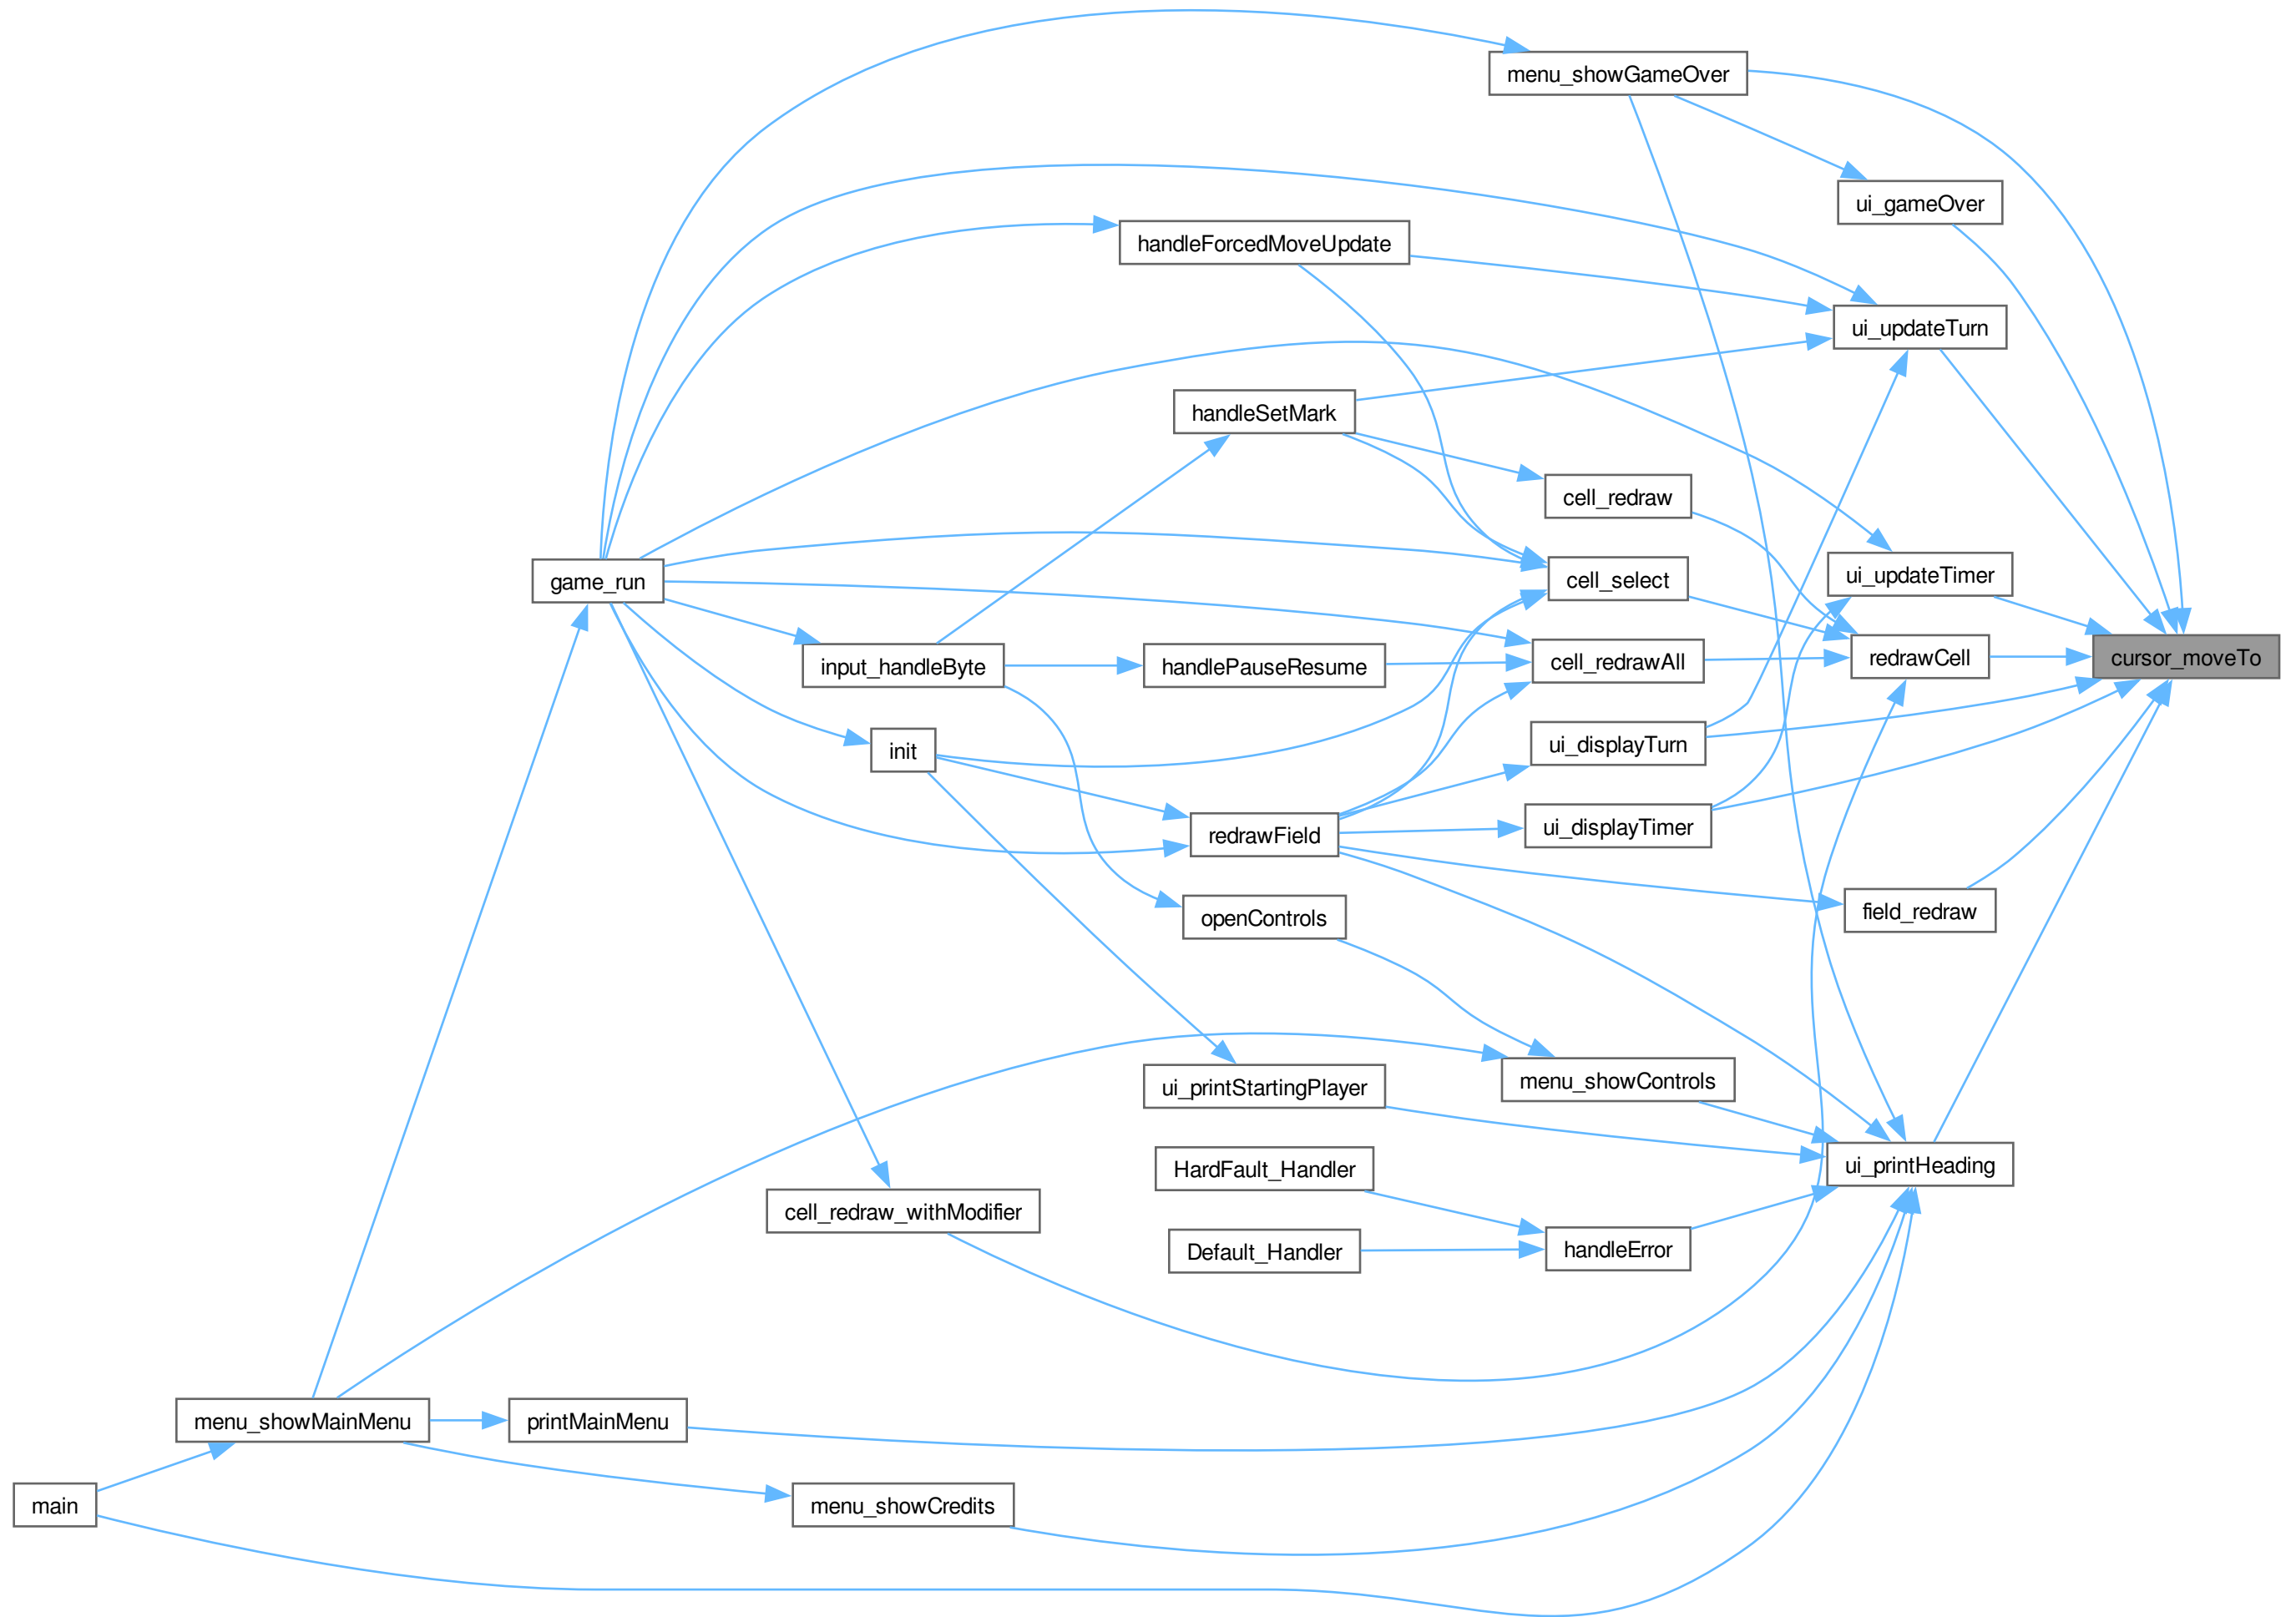 menu_showGameOver
ui_gameOver
handleForcedMoveUpdate
ui_updateTurn
handleSetMark
cell_redraw
game_run
cell_select
ui_updateTimer
input_handleByte
handlePauseResume
cell_redrawAll
redrawCell
cursor_moveTo
init
ui_displayTurn
redrawField
ui_displayTimer
openControls
field_redraw
ui_printStartingPlayer
menu_showControls
HardFault_Handler
ui_printHeading
cell_redraw_withModifier
Default_Handler
handleError
menu_showMainMenu
printMainMenu
main
menu_showCredits